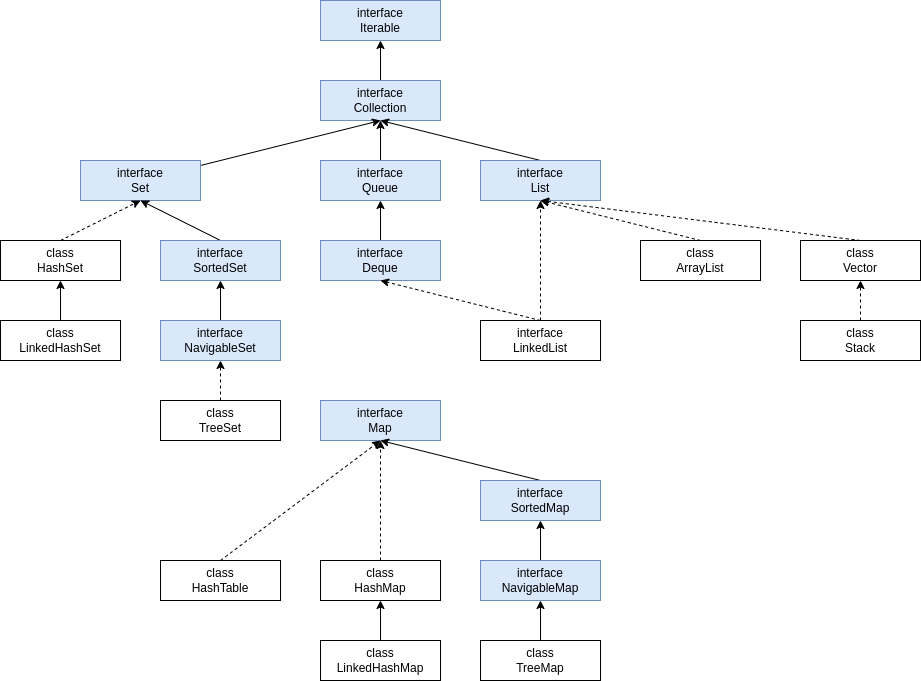 interface
Iterable
interface
Collection
interface
Set
interface
Queue
interface
List
class
HashSet
interface
SortedSet
interface
Deque
class
ArrayList
class
Vector
class
LinkedHashSet
interface
NavigableSet
interface
LinkedList
class
Stack
class
TreeSet
interface
Map
interface
SortedMap
class
HashTable
class
HashMap
interface
NavigableMap
class
LinkedHashMap
class
TreeMap